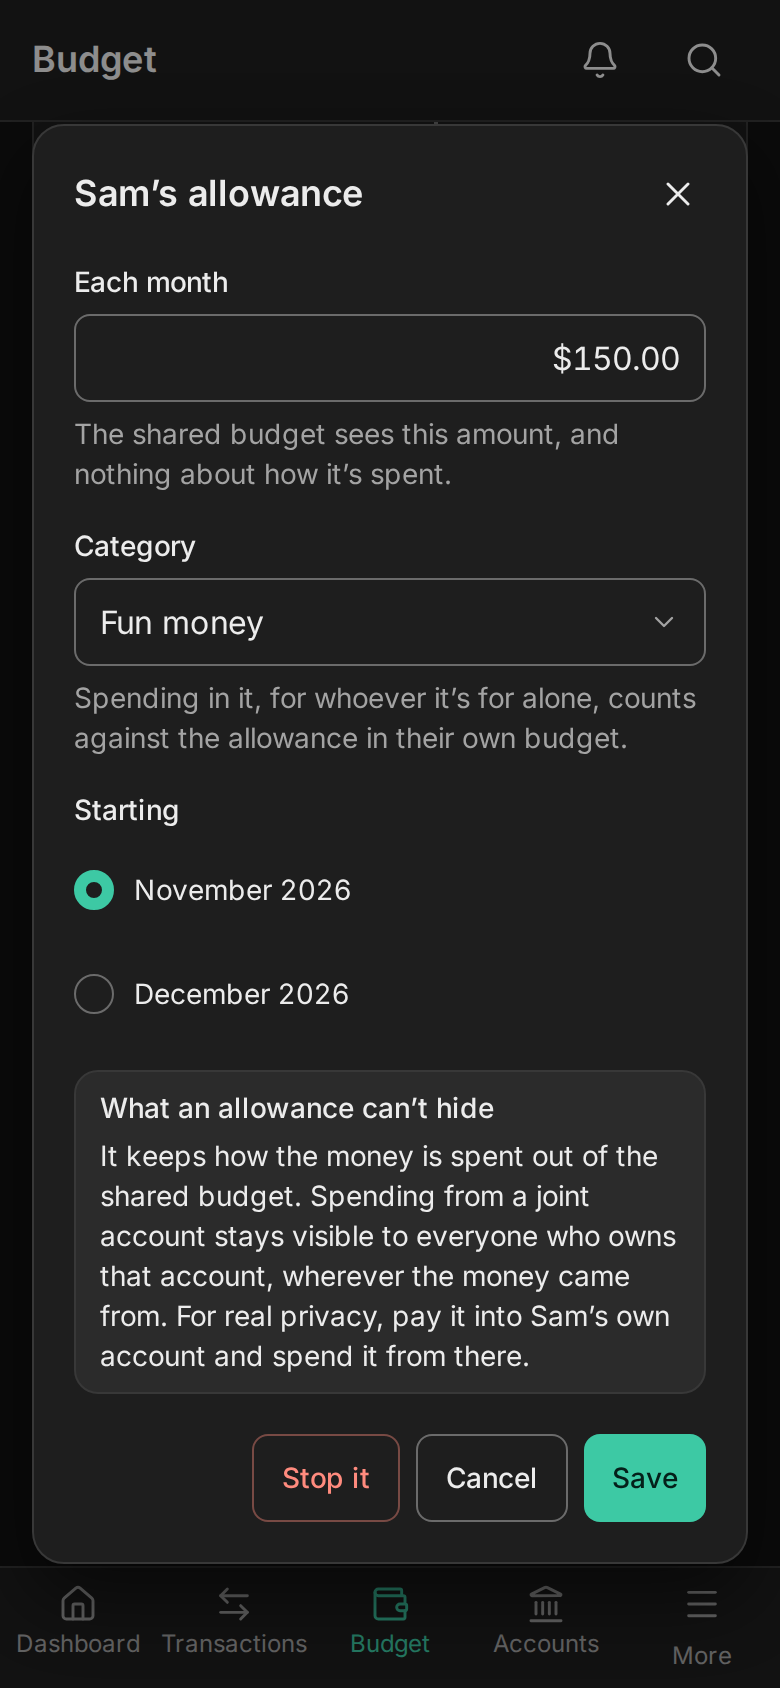 Budget
Sam’s allowance
Each month
$150.00
The shared budget sees this amount, and
nothing about how it’s spent.
Category
Fun money
Spending in it, for whoever it’s for alone, counts
against the allowance in their own budget.
Starting
November 2026
December 2026
What an allowance can’t hide
It keeps how the money is spent out of the
shared budget. Spending from a joint
account stays visible to everyone who owns
that account, wherever the money came
from. For real privacy, pay it into Sam’s own
account and spend it from there.
Stop it
Cancel
Save
Dashboard
Transactions
Budget
Accounts
More